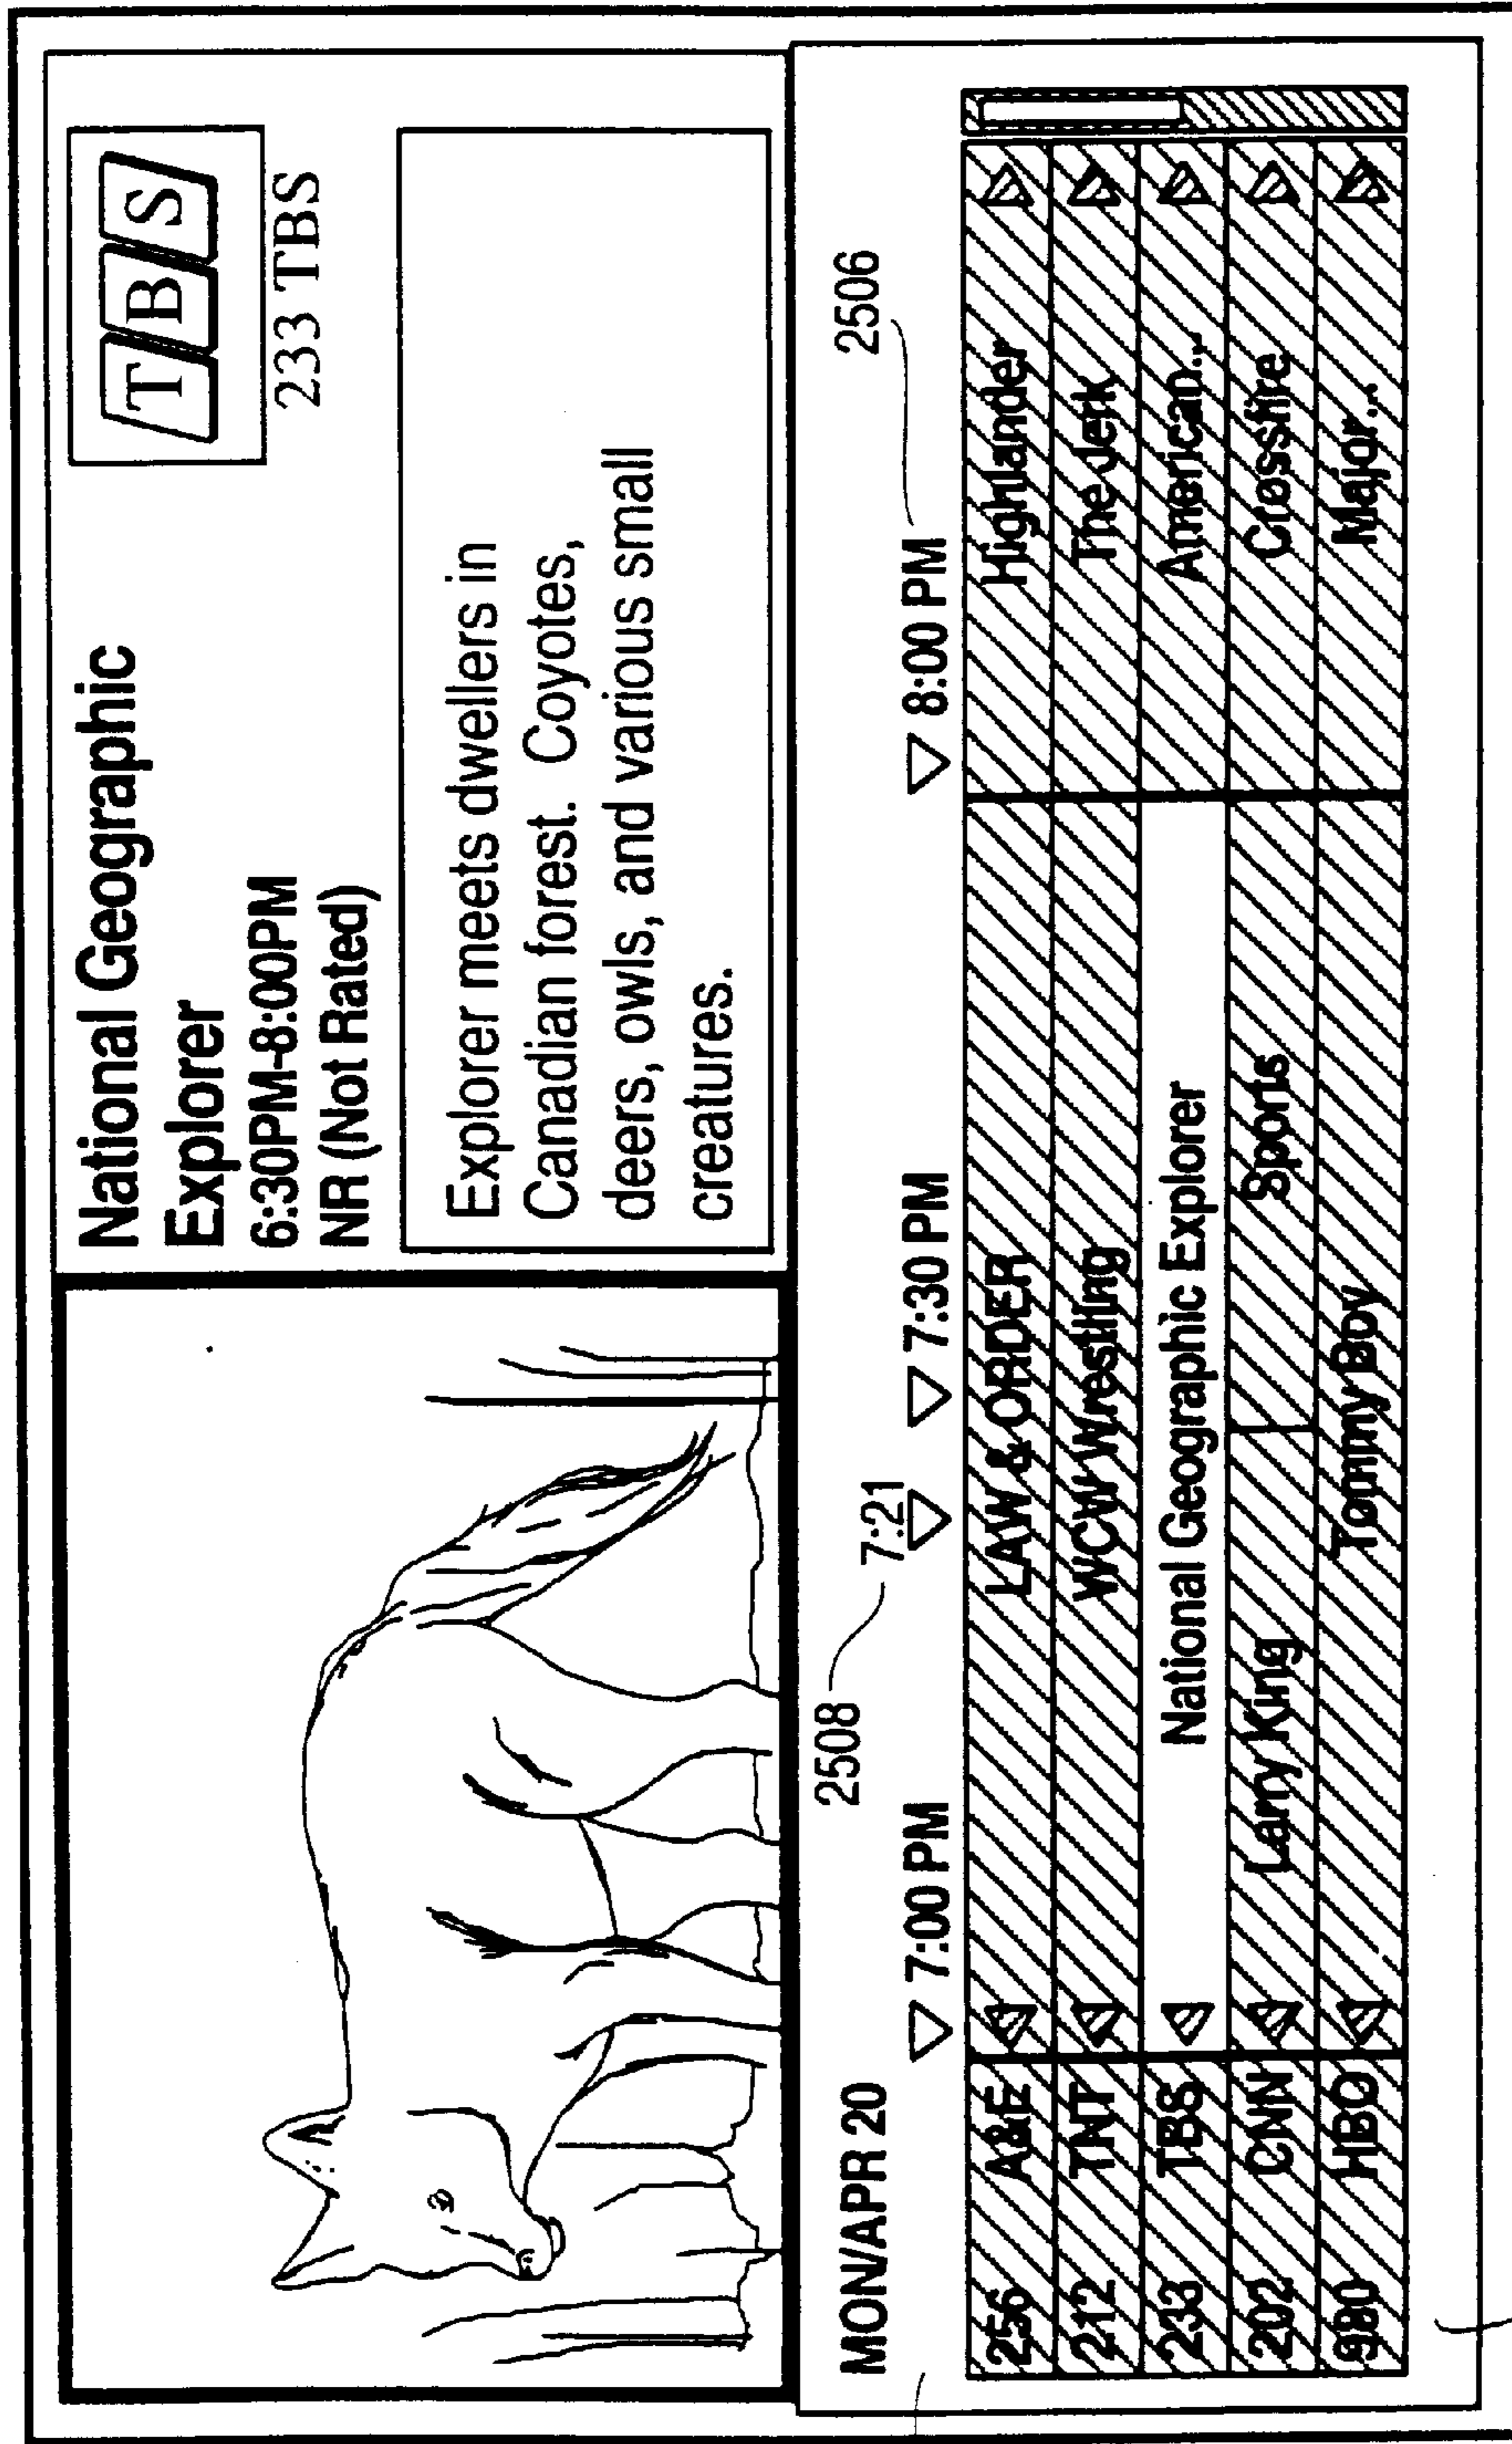 T B S
National Geographic
Explorer
6:30PM-8:00PM
NR (Not Rated)
233 TBS
Explorer meets dwellers in
Canadian forest. Coyotes,
deers, owls, and various small
creatures.
2508
2506
MON/APR 20
7:00 PM
7:21
7:30 PM
8:00 PM
256 A&E LAW & ORDER Highlander
212 TNT WCW Wrestling The Jerk
233 TBS National Geographic Explorer American...
202 CNN Larry King Sports Crossfire
980 HBO Tommy Boy Major...